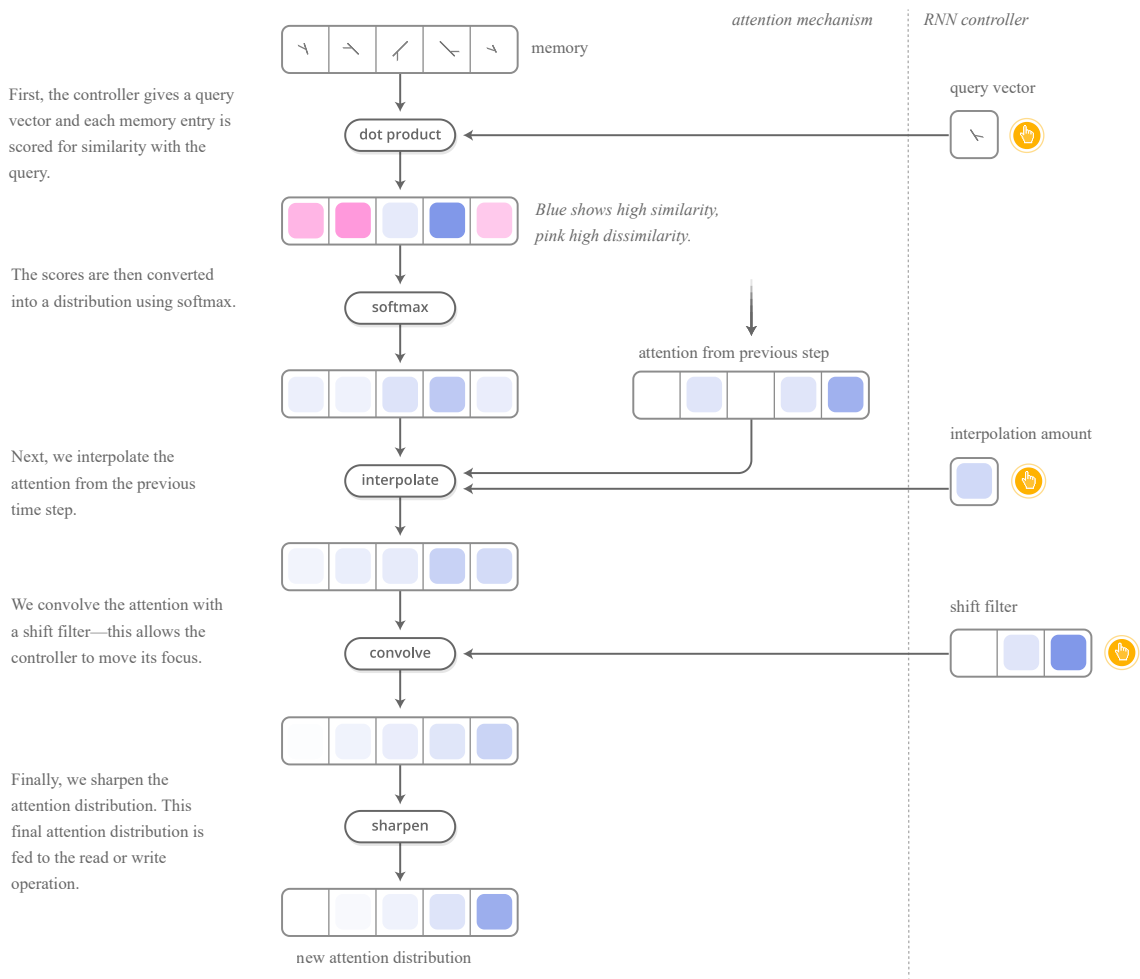 attention mechanism
RNN controller
memory
First, the controller gives a query
vector and each memory entry is
scored for similarity with the
query.
query vector
dot product
Blue shows high similarity,
pink high dissimilarity.
The scores are then converted
into a distribution using softmax.
softmax
attention from previous step
Next, we interpolate the
attention from the previous
time step.
interpolation amount
interpolate
We convolve the attention with
a shift filter—this allows the
controller to move its focus.
shift filter
convolve
Finally, we sharpen the
attention distribution. This
final attention distribution is
fed to the read or write
operation.
sharpen
new attention distribution